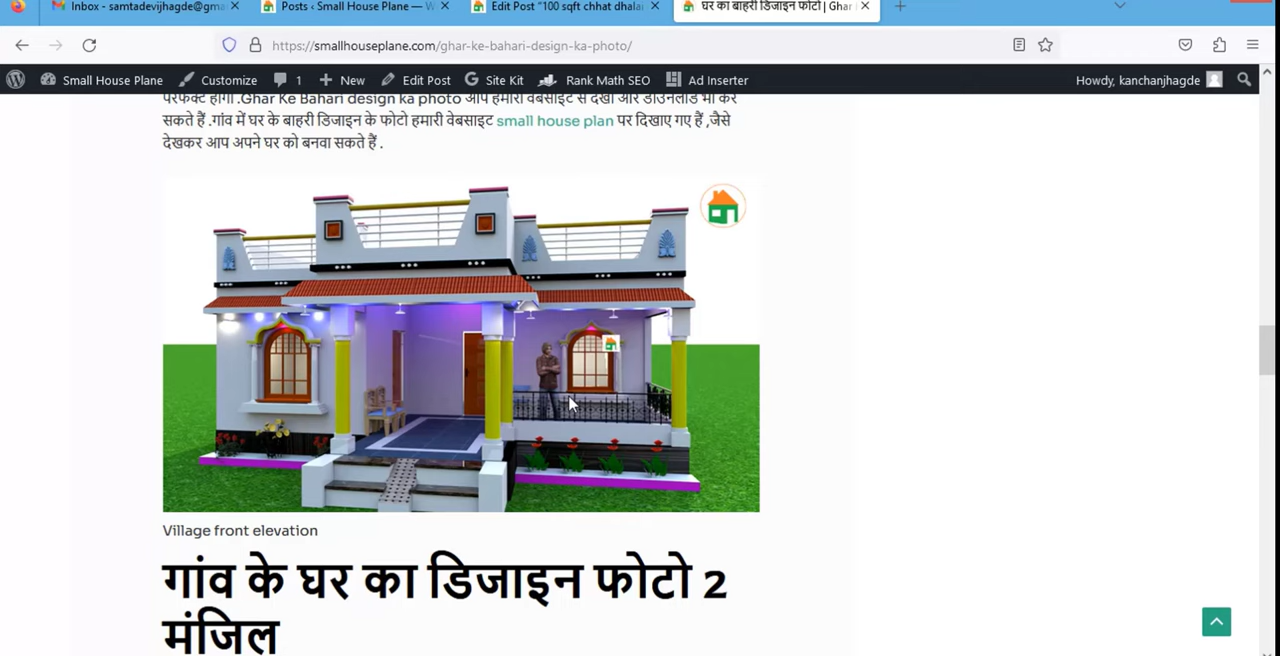 Inbox - samtadevijhagde@gma
Posts ‹ Small House Plane — W
Edit Post "100 sqft chhat dhalai
घर का बाहरी डिजाइन फोटो | Ghar
https://smallhouseplane.com/ghar-ke-bahari-design-ka-photo/
Small House Plane Customize 1 New Edit Post Site Kit Rank Math SEO Ad Inserter Howdy, kanchanjhagde
परफेक्ट होगा .Ghar Ke Bahari design ka photo आप हमारी वेबसाइट से देखा और डाउनलोड भी कर
सकते हैं .गांव में घर के बाहरी डिजाइन के फोटो हमारी वेबसाइट small house plan पर दिखाए गए हैं ,जैसे
देखकर आप अपने घर को बनवा सकते हैं .
Village front elevation
गांव के घर का डिजाइन फोटो 2
मंजिल